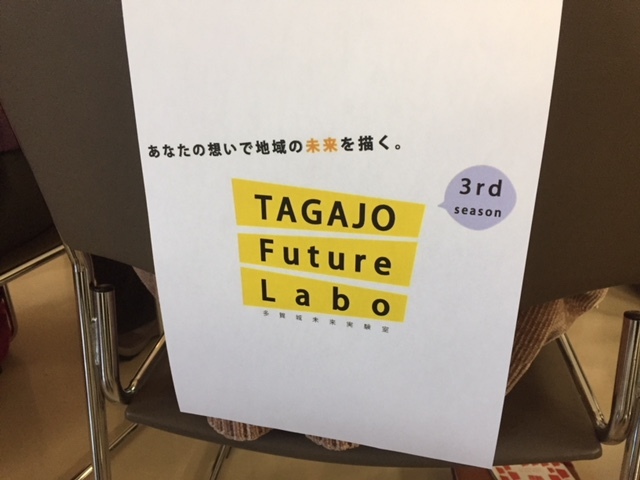 あなたの想いで地域の未来を描く。
3rd
season
TAGAJO
Future
Labo
多賀城未来実験室